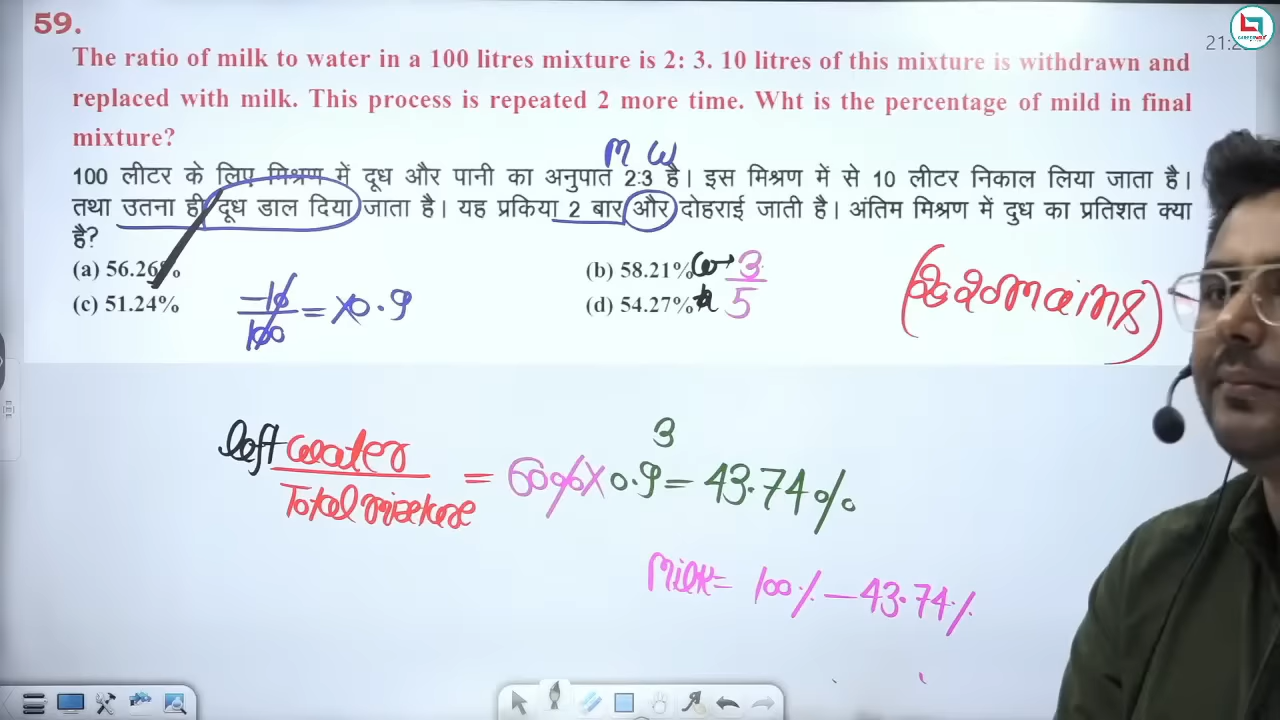 59.
21:2
The ratio of milk to water in a 100 litres mixture is 2: 3. 10 litres of this mixture is withdrawn and
replaced with milk. This process is repeated 2 more time. Wht is the percentage of mild in final
mixture?
M W
100 लीटर के लिए मिश्रण में दूध और पानी का अनुपात 2:3 है। इस मिश्रण में से 10 लीटर निकाल लिया जाता है।
तथा उतना ही दूध डाल दिया जाता है। यह प्रकिया 2 बार और दोहराई जाती है। अंतिम मिश्रण में दुध का प्रतिशत क्या
है?
(a) 56.26%
(b) 58.21%
(c) 51.24%
(d) 54.27%
3
5
-10
100
= ×0.9
left water
Total mixture
= 60% × 0.9
3
= 43.74%
Milk = 100% – 43.74%